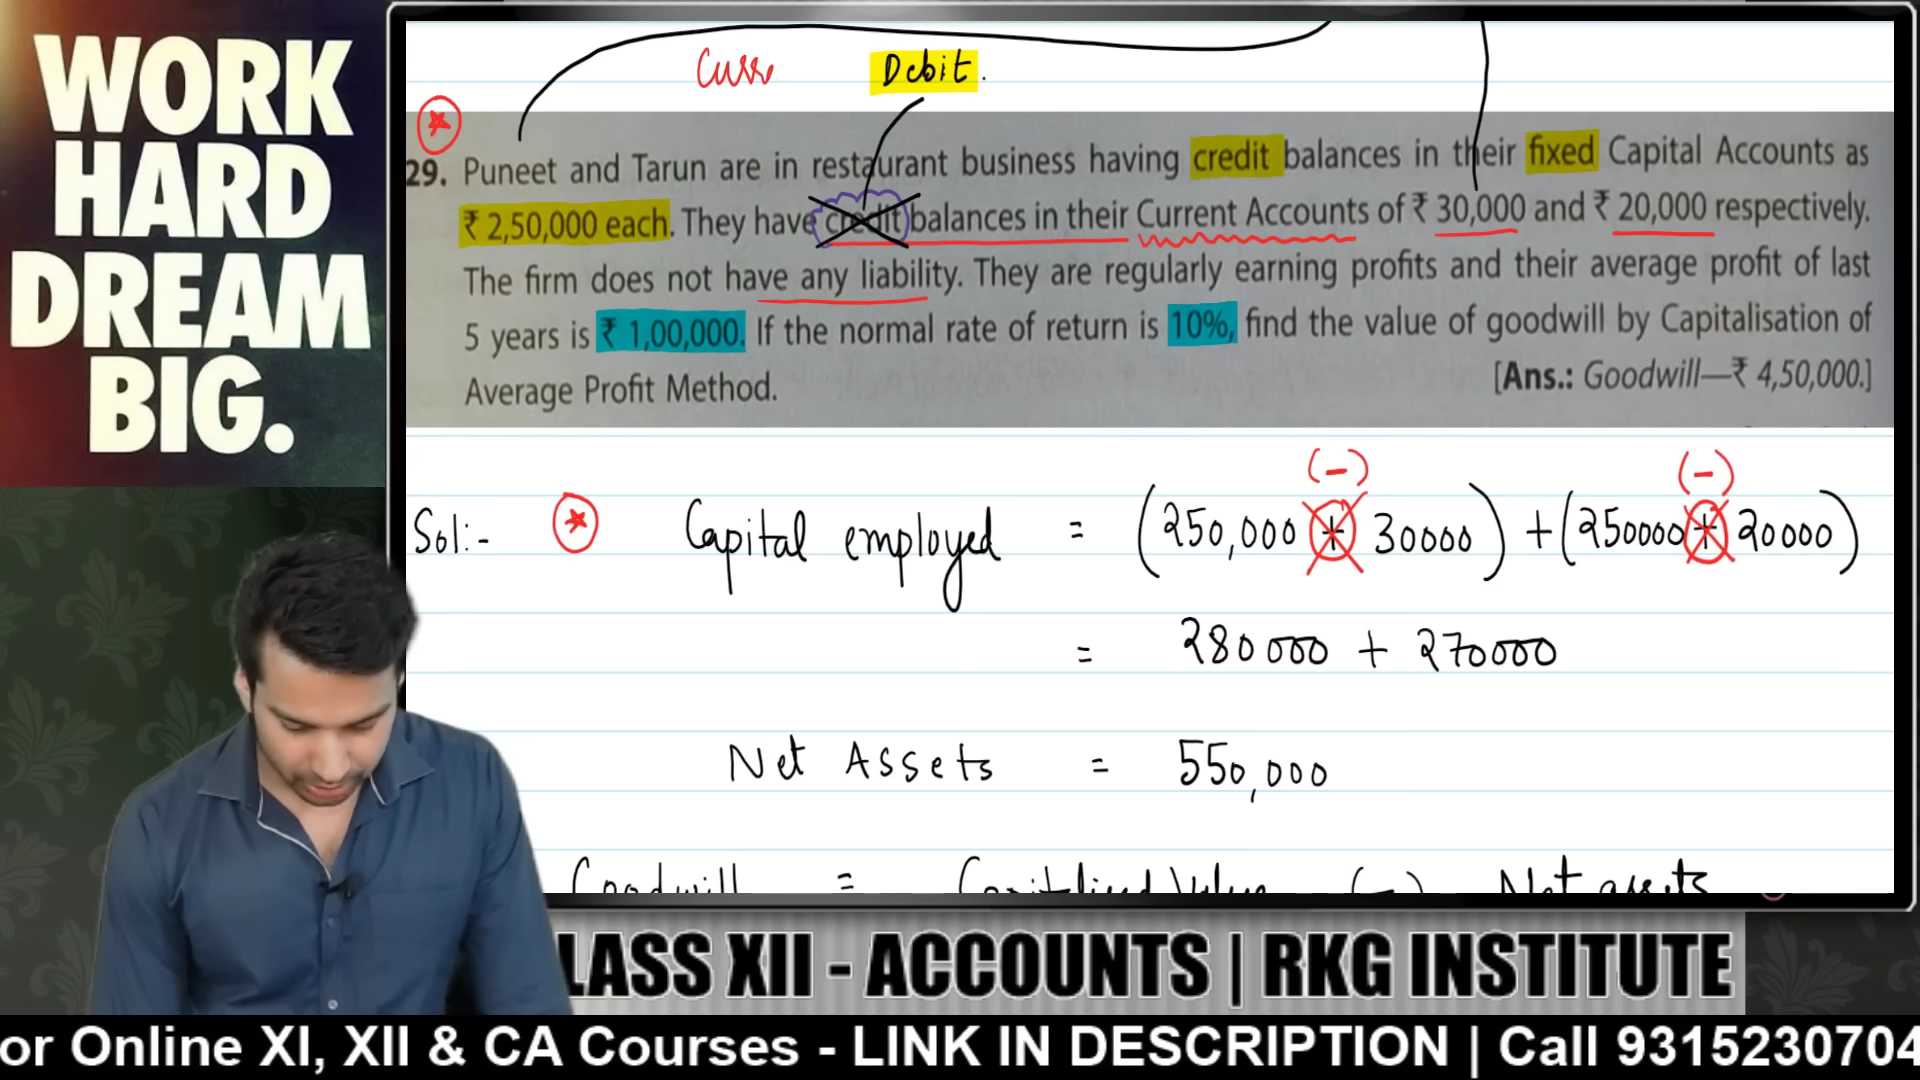 WORK
HARD
DREAM
BIG.
Curr Debit.
29. Puneet and Tarun are in restaurant business having credit balances in their fixed Capital Accounts as
₹ 2,50,000 each. They have credit balances in their Current Accounts of ₹ 30,000 and ₹ 20,000 respectively.
The firm does not have any liability. They are regularly earning profits and their average profit of last
5 years is ₹ 1,00,000. If the normal rate of return is 10%, find the value of goodwill by Capitalisation of
Average Profit Method. [Ans.: Goodwill—₹ 4,50,000.]
(-) (-)
Sol:- Capital employed = (250,000 + 30000) + (250000 + 20000)
= 280000 + 270000
Net Assets = 550,000
Goodwill = Capitalised Value (-) Net assets
LASS XII - ACCOUNTS | RKG INSTITUTE
or Online XI, XII & CA Courses - LINK IN DESCRIPTION | Call 9315230704